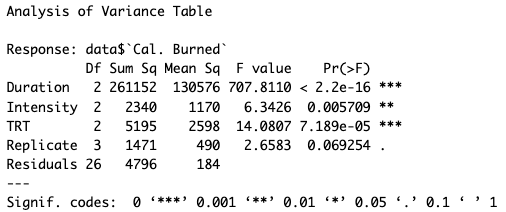 Analysis of Variance Table
Response: data$`Cal. Burned`
Df Sum Sq Mean Sq F value Pr(>F)
Duration 2 261152 130576 707.8110 < 2.2e-16 ***
Intensity 2 2340 1170 6.3426 0.005709 **
TRT 2 5195 2598 14.0807 7.189e-05 ***
Replicate 3 1471 490 2.6583 0.069254 .
Residuals 26 4796 184
---
Signif. codes: 0 ‘***’ 0.001 ‘**’ 0.01 ‘*’ 0.05 ‘.’ 0.1 ‘ ’ 1